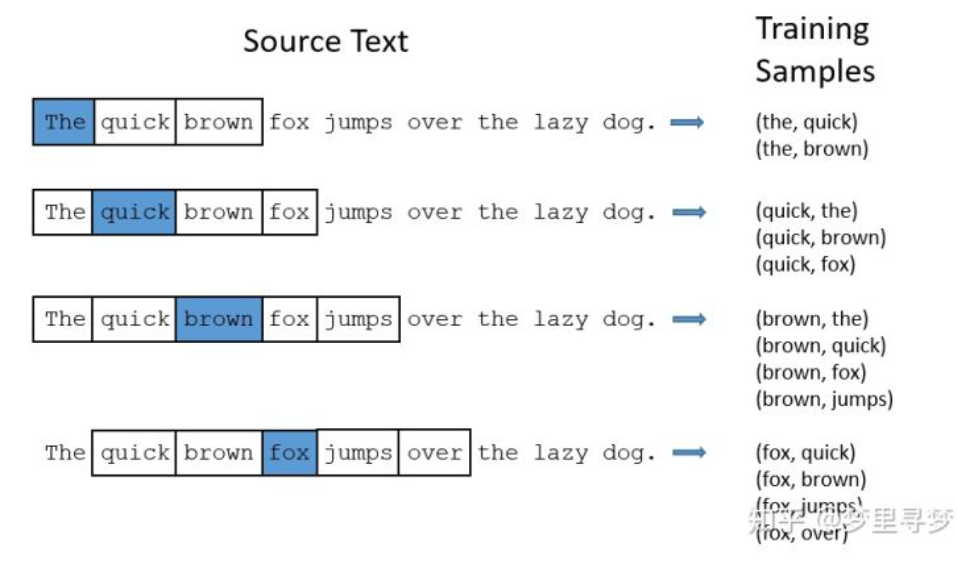 Source Text
Training
Samples
The quick brown fox jumps over the lazy dog.
(the, quick)
(the, brown)
The quick brown fox jumps over the lazy dog.
(quick, the)
(quick, brown)
(quick, fox)
The quick brown fox jumps over the lazy dog.
(brown, the)
(brown, quick)
(brown, fox)
(brown, jumps)
The quick brown fox jumps over the lazy dog.
(fox, quick)
(fox, brown)
(fox, jumps)
(fox, over)
知乎 @梦里寻梦